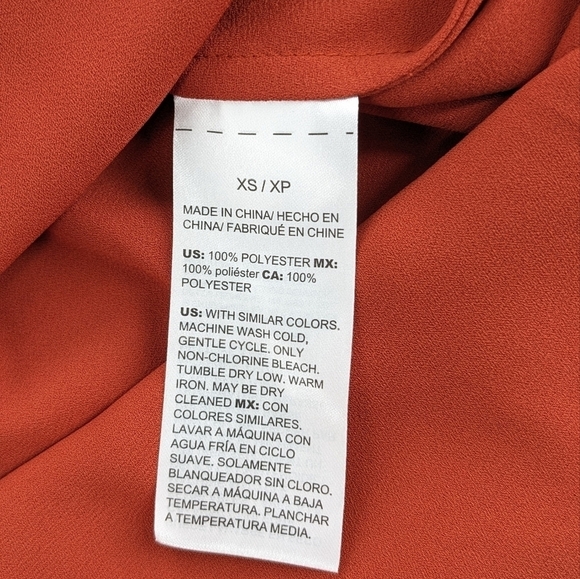 XS / XP
MADE IN CHINA/ HECHO EN
CHINA/ FABRIQUÉ EN CHINE
US: 100% POLYESTER MX:
100% poliéster CA: 100%
POLYESTER
US: WITH SIMILAR COLORS.
MACHINE WASH COLD,
GENTLE CYCLE. ONLY
NON-CHLORINE BLEACH.
TUMBLE DRY LOW. WARM
IRON. MAY BE DRY
CLEANED MX: CON
COLORES SIMILARES.
LAVAR A MÁQUINA CON
AGUA FRÍA EN CICLO
SUAVE. SOLAMENTE
BLANQUEADOR SIN CLORO.
SECAR A MÁQUINA A BAJA
TEMPERATURA. PLANCHAR
A TEMPERATURA MEDIA.